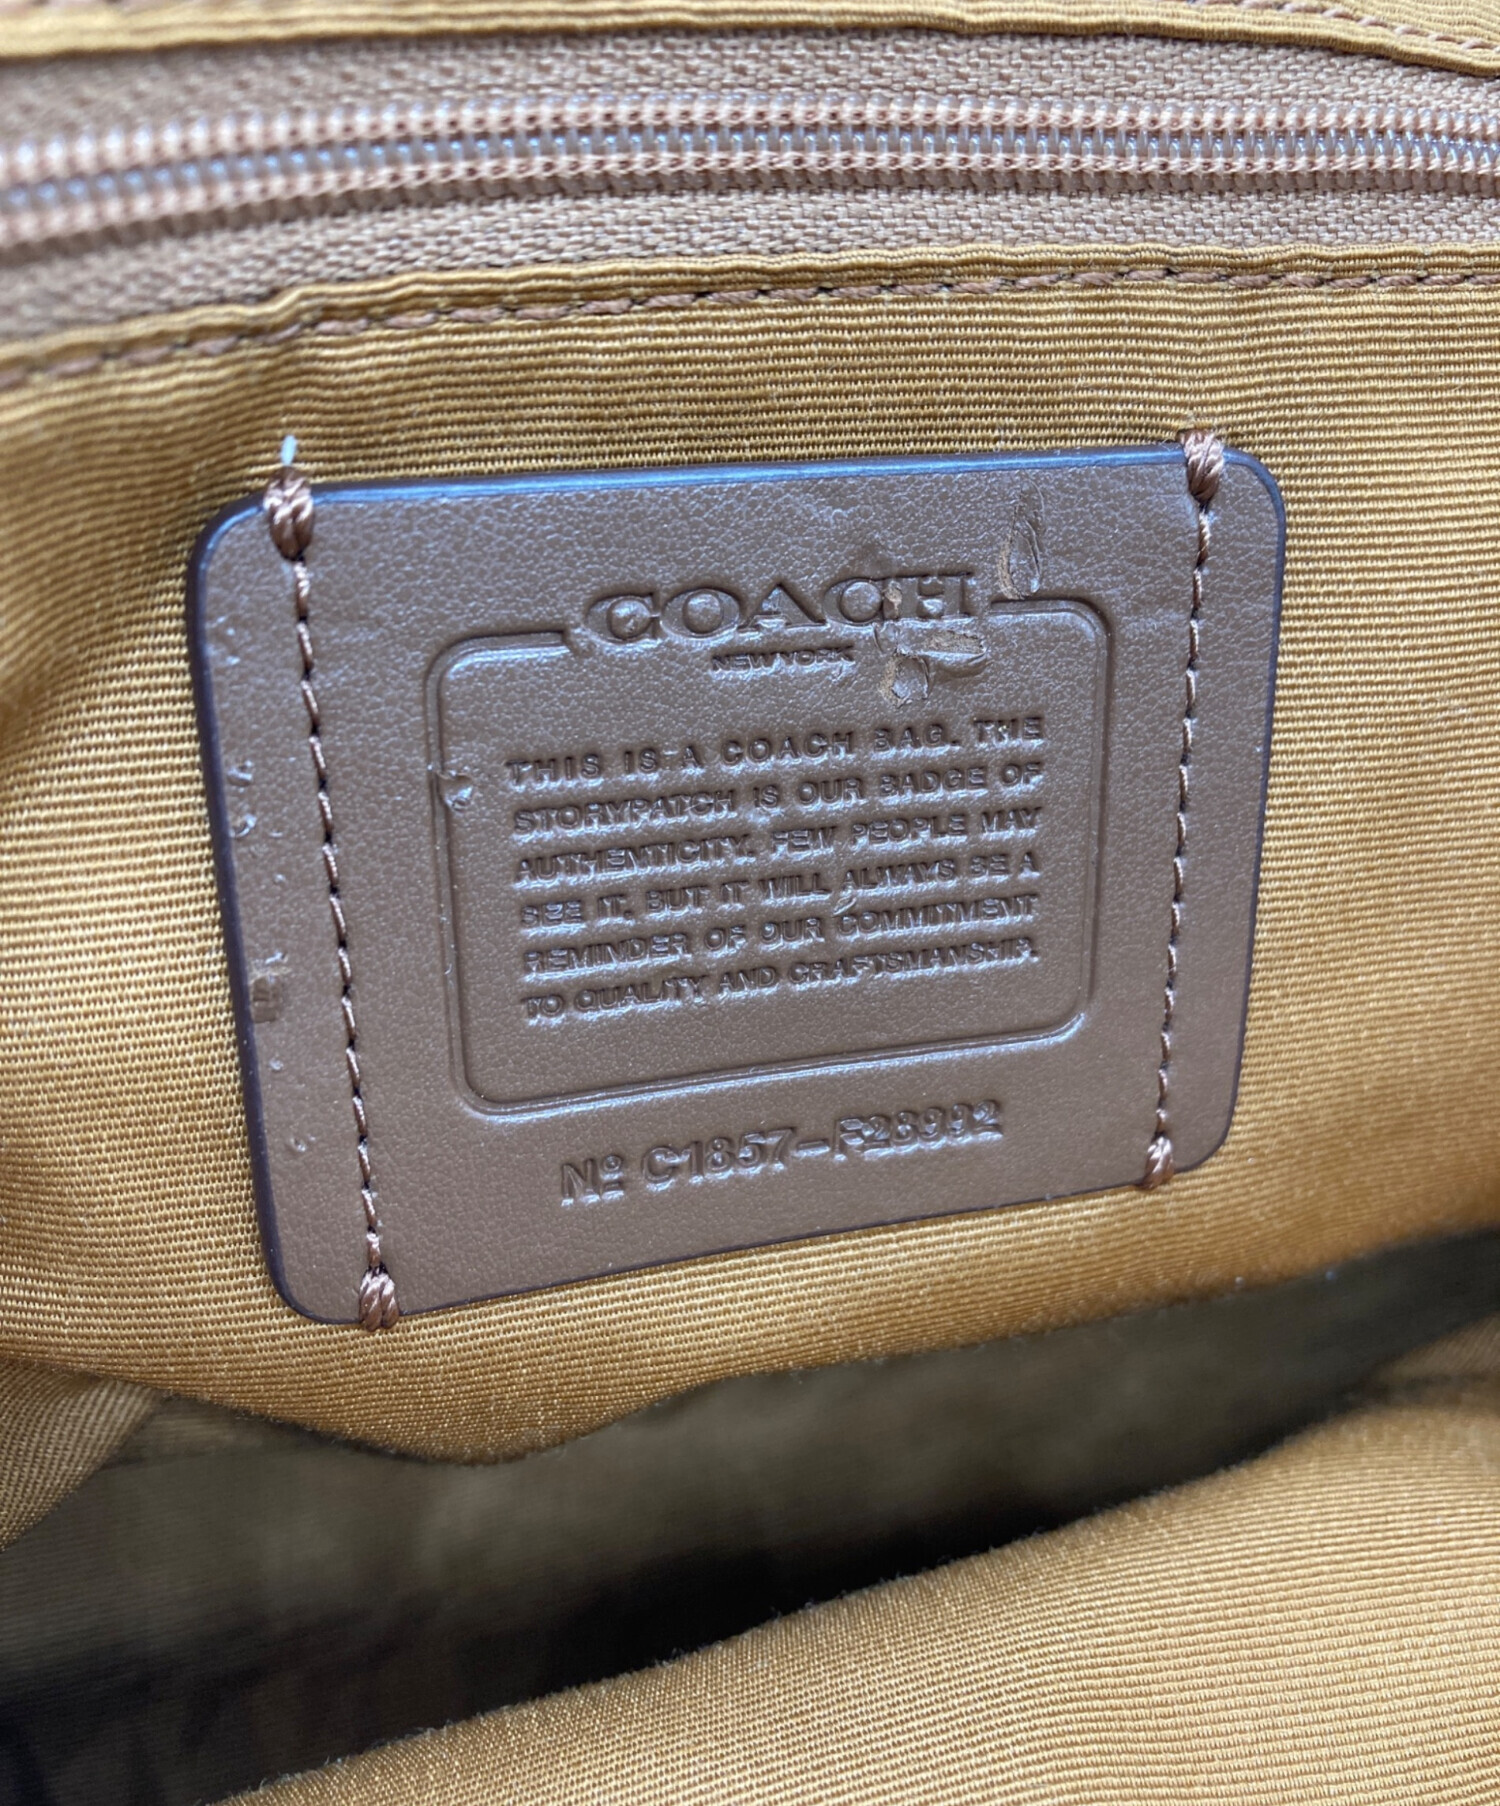 COACH
NEW YORK
THIS IS A COACH BAG. THE
STORYPATCH IS OUR BADGE OF
AUTHENTICITY. FEW PEOPLE MAY
SEE IT, BUT IT WILL ALWAYS BE A
REMINDER OF OUR COMMITMENT
TO QUALITY AND CRAFTSMANSHIP.
Nº C1857-F28992